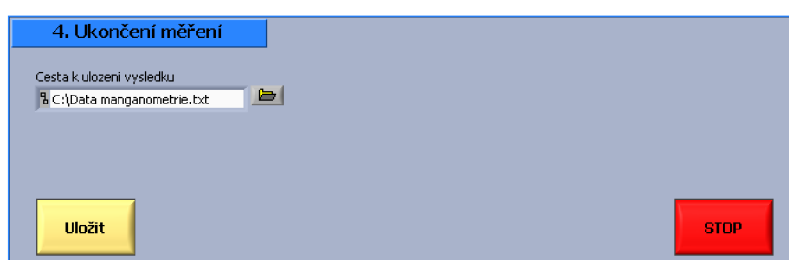 4. Ukončení měření
Cesta k ulozeni vysledku
C:\Data manganometrie.txt
Uložit
STOP